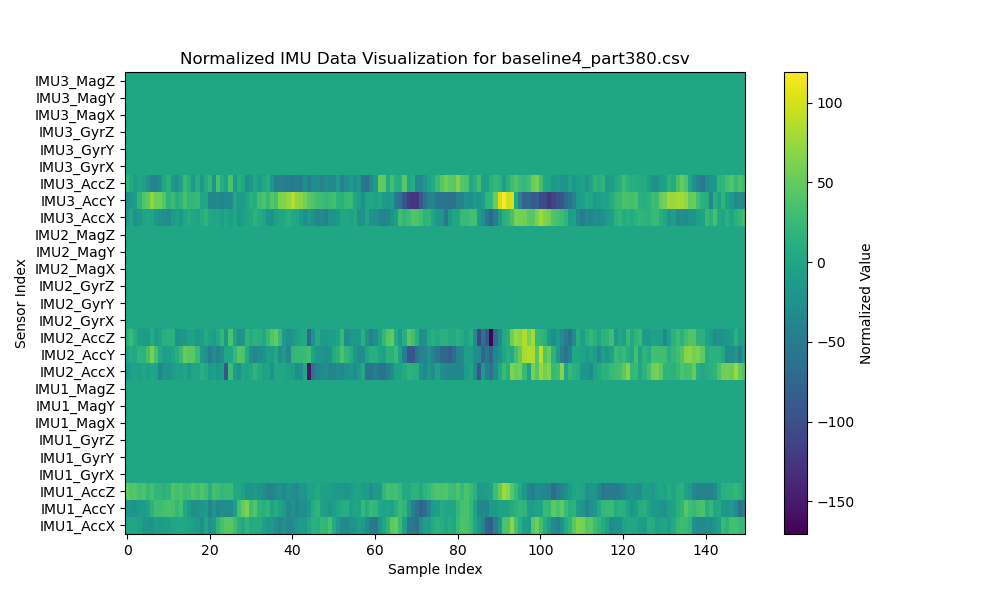 Normalized IMU Data Visualization for baseline4_part380.csv
IMU3_MagZ
IMU3_MagY
IMU3_MagX
IMU3_GyrZ
IMU3_GyrY
IMU3_GyrX
IMU3_AccZ
IMU3_AccY
IMU3_AccX
IMU2_MagZ
IMU2_MagY
IMU2_MagX
IMU2_GyrZ
IMU2_GyrY
IMU2_GyrX
IMU2_AccZ
IMU2_AccY
IMU2_AccX
IMU1_MagZ
IMU1_MagY
IMU1_MagX
IMU1_GyrZ
IMU1_GyrY
IMU1_GyrX
IMU1_AccZ
IMU1_AccY
IMU1_AccX
Sensor Index
0 20 40 60 80 100 120 140
Sample Index
100
50
0
−50
−100
−150
Normalized Value